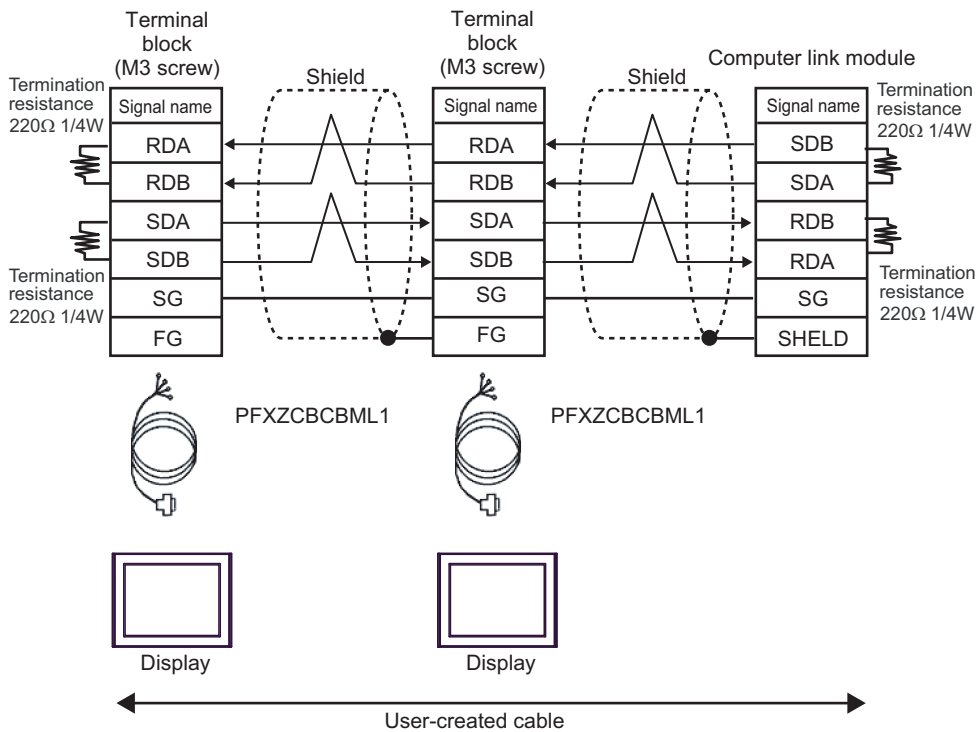 Terminal
block
(M3 screw)
Terminal
block
(M3 screw)
Computer link module
Shield
Shield
Termination
resistance
220Ω 1/4W
Termination
resistance
220Ω 1/4W
Signal name
RDA
RDB
SDA
SDB
SG
FG
Signal name
RDA
RDB
SDA
SDB
SG
FG
Signal name
SDB
SDA
RDB
RDA
SG
SHELD
Termination
resistance
220Ω 1/4W
Termination
resistance
220Ω 1/4W
PFXZCBCBML1
PFXZCBCBML1
Display
Display
User-created cable